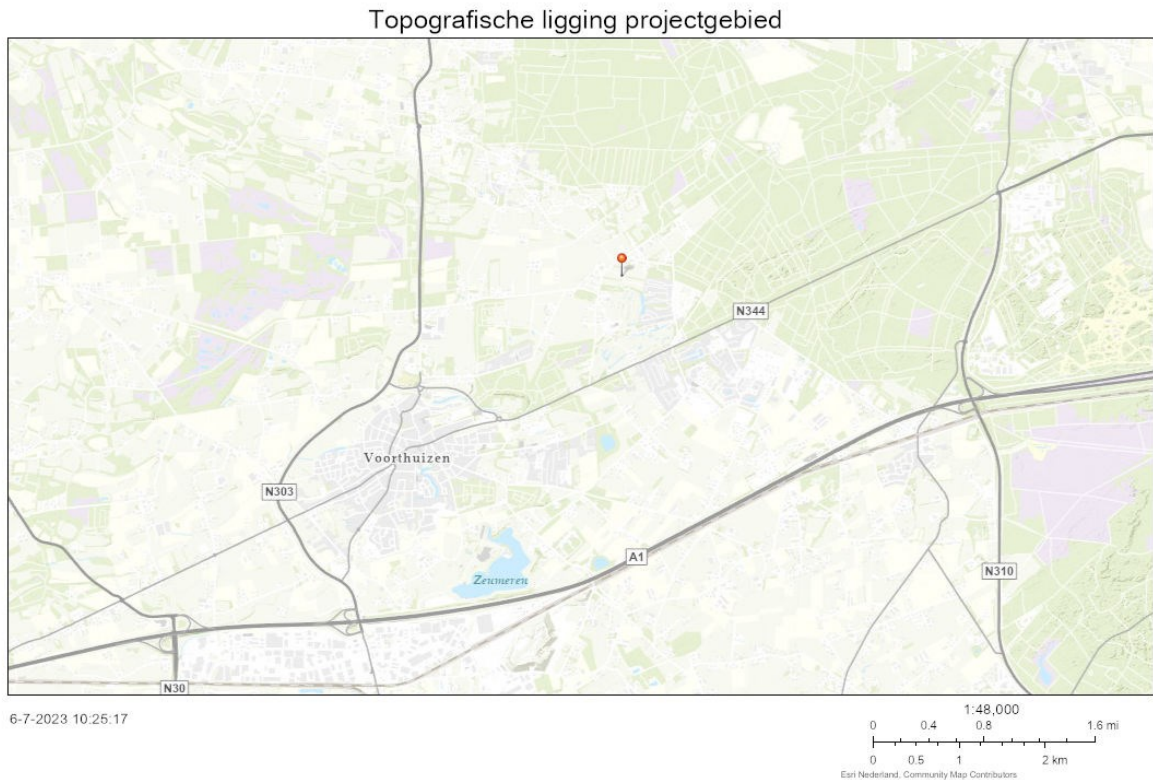 Topografische ligging projectgebied
N344
Voorthuizen
N303
A1
Zeumeren
N310
N30
6-7-2023 10:25:17
1:48,000
0 0.4 0.8 1.6 mi
0 0.5 1 2 km
Esri Nederland, Community Map Contributors